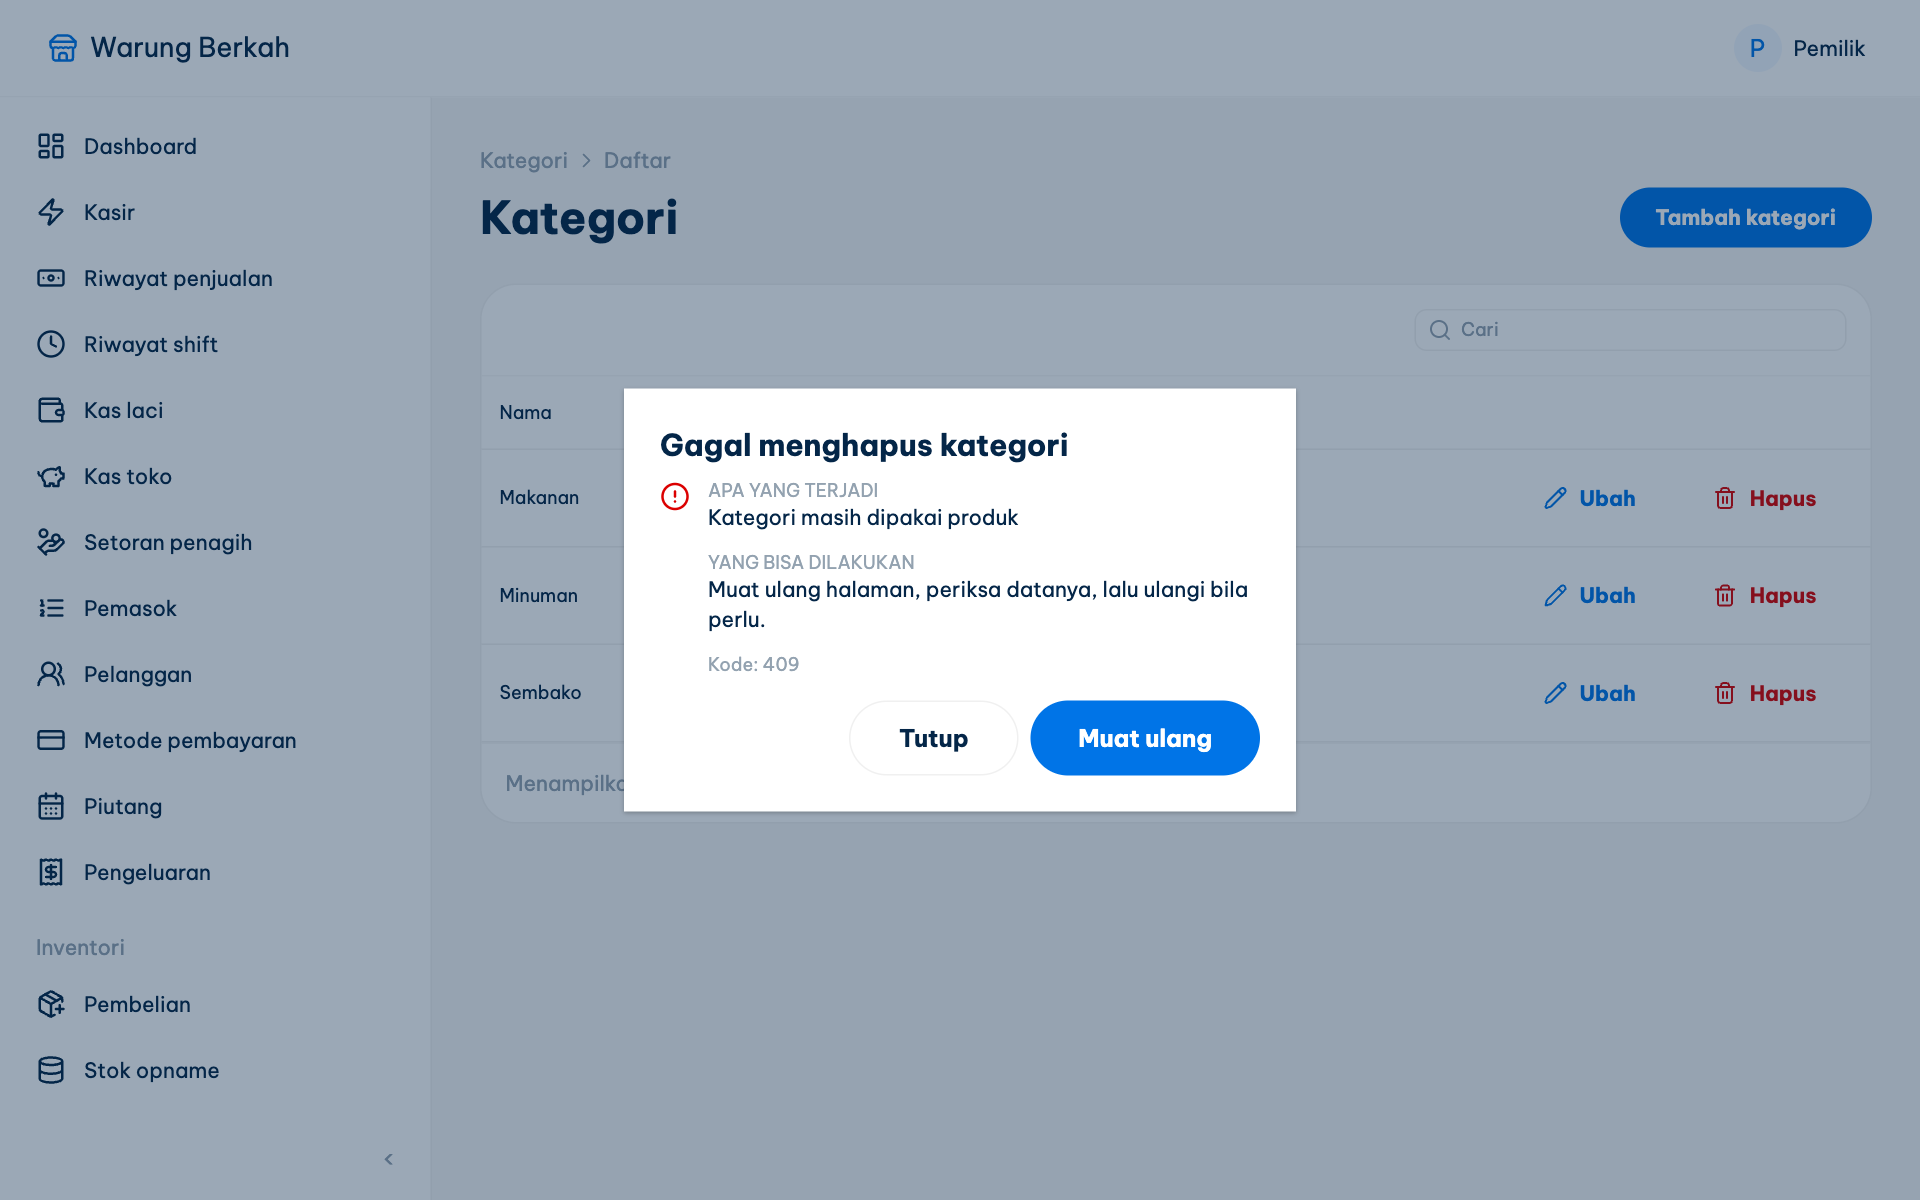 Warung Berkah
P Pemilik
Dashboard
Kasir
Riwayat penjualan
Riwayat shift
Kas laci
Kas toko
Setoran penagih
Pemasok
Pelanggan
Metode pembayaran
Piutang
Pengeluaran
Inventori
Pembelian
Stok opname
Kategori > Daftar
Kategori
Tambah kategori
Cari
Nama
Makanan
Ubah Hapus
Minuman
Ubah Hapus
Sembako
Ubah Hapus
Gagal menghapus kategori
APA YANG TERJADI
Kategori masih dipakai produk
YANG BISA DILAKUKAN
Muat ulang halaman, periksa datanya, lalu ulangi bila
perlu.
Kode: 409
Tutup Muat ulang